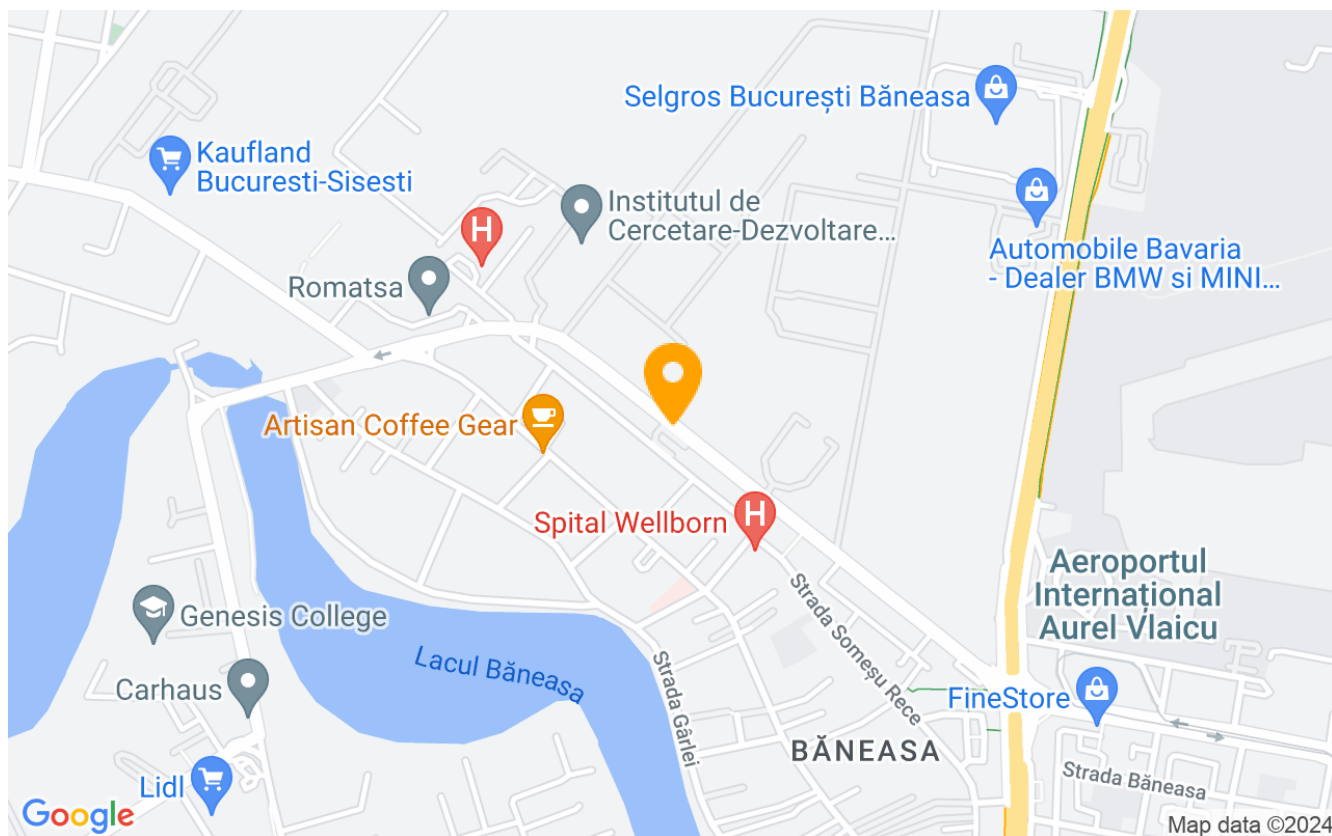 Selgros București Băneasa
Kaufland
Bucuresti-Sisesti
H
Institutul de
Cercetare-Dezvoltare...
Automobile Bavaria
- Dealer BMW si MINI...
Romatsa
Artisan Coffee Gear
H
Spital Wellborn
Aeroportul
Internațional
Aurel Vlaicu
Strada Someșu Rece
Genesis College
Lacul Băneasa
Strada Gârlei
Carhaus
FineStore
BĂNEASA
Lidl
Strada Băneasa
Google
Map data ©2024